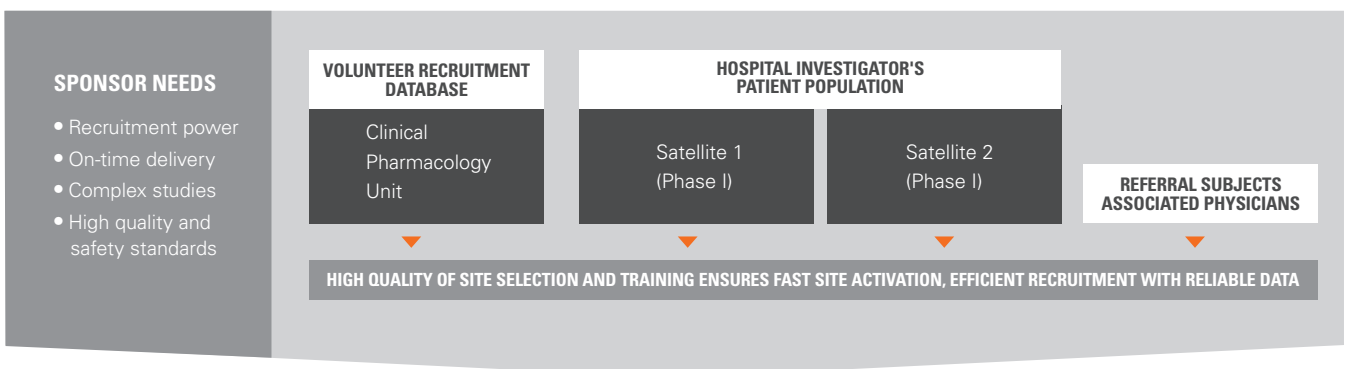 SPONSOR NEEDS
• Recruitment power
• On-time delivery
• Complex studies
• High quality and
safety standards
VOLUNTEER RECRUITMENT
DATABASE
Clinical
Pharmacology
Unit
HOSPITAL INVESTIGATOR'S
PATIENT POPULATION
Satellite 1
(Phase I)
Satellite 2
(Phase I)
REFERRAL SUBJECTS
ASSOCIATED PHYSICIANS
HIGH QUALITY OF SITE SELECTION AND TRAINING ENSURES FAST SITE ACTIVATION, EFFICIENT RECRUITMENT WITH RELIABLE DATA